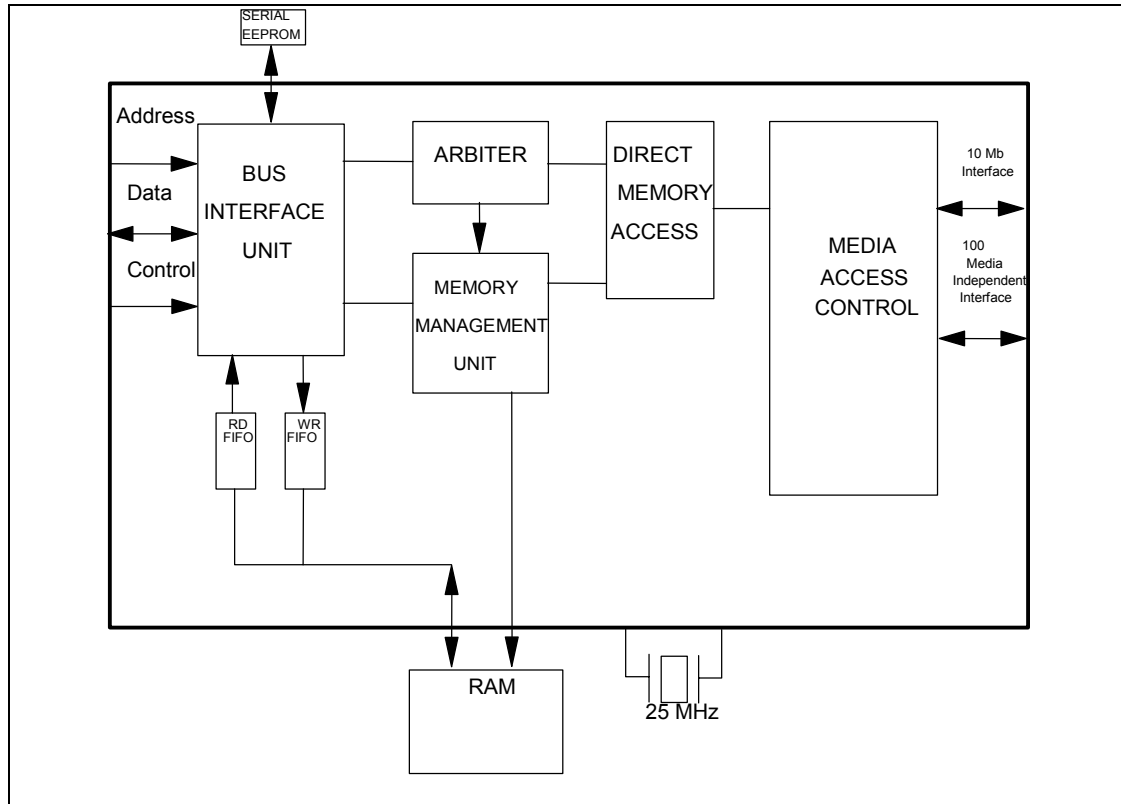 SERIAL
EEPROM
Address
Data
Control
BUS
INTERFACE
UNIT
ARBITER
MEMORY
MANAGEMENT
UNIT
DIRECT
MEMORY
ACCESS
MEDIA
ACCESS
CONTROL
10 Mb
Interface
100
Media
Independent
Interface
RD
FIFO
WR
FIFO
RAM
25 MHz